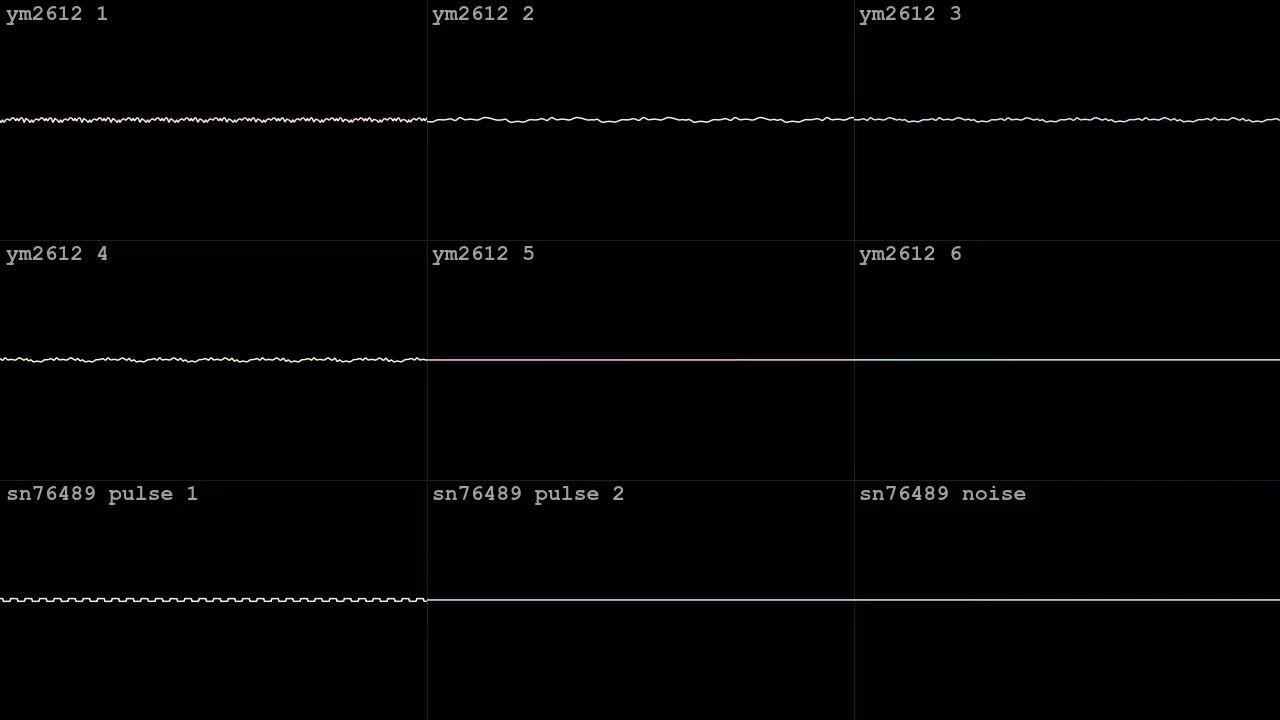 ym2612 1
ym2612 2
ym2612 3
ym2612 4
ym2612 5
ym2612 6
sn76489 pulse 1
sn76489 pulse 2
sn76489 noise